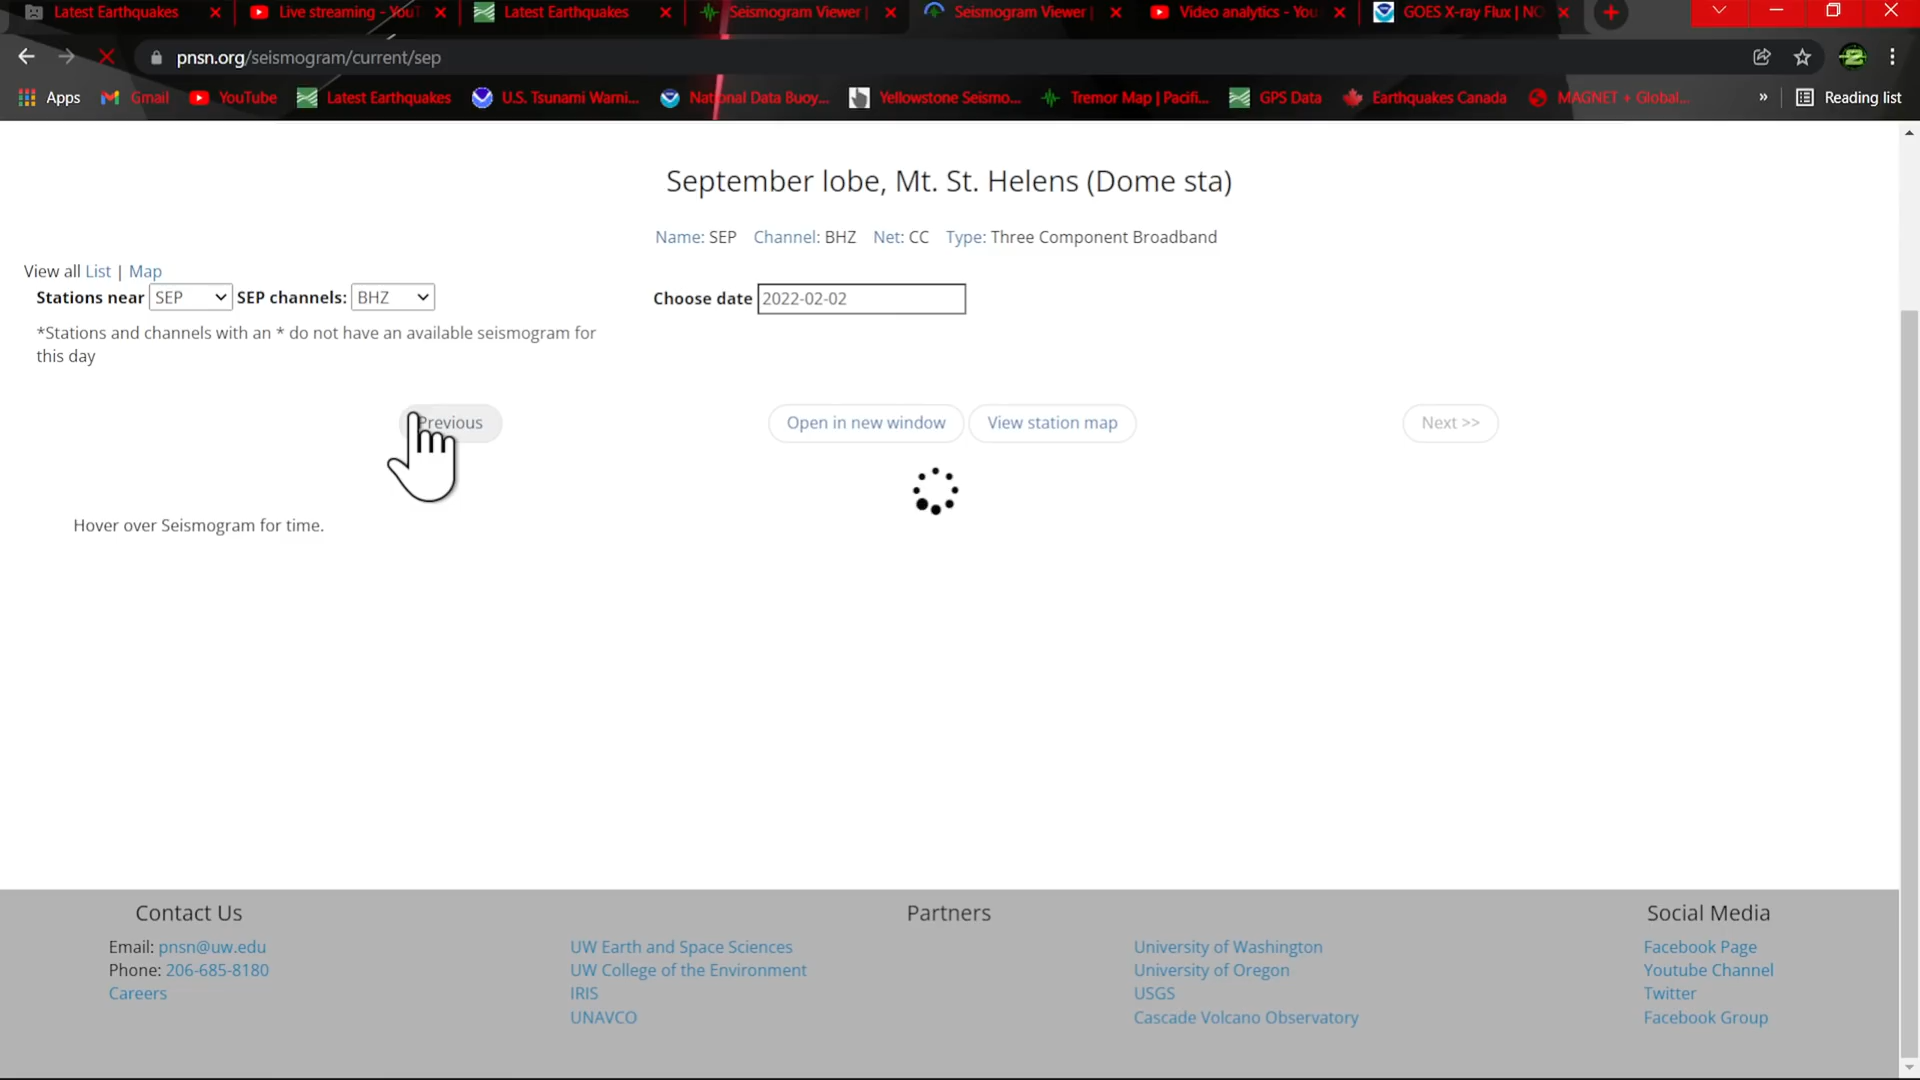 Latest Earthquakes
Live streaming - YouT
Latest Earthquakes
Seismogram Viewer |
Seismogram Viewer |
Video analytics - You
GOES X-ray Flux | NO
pnsn.org/seismogram/current/sep
Apps
Gmail
YouTube
Latest Earthquakes
U.S. Tsunami Warni...
National Data Buoy...
Yellowstone Seismo...
Tremor Map | Pacifi...
GPS Data
Earthquakes Canada
MAGNET + Global...
»
Reading list
September lobe, Mt. St. Helens (Dome sta)
Name: SEP Channel: BHZ Net: CC Type: Three Component Broadband
View all List | Map
Stations near SEP SEP channels: BHZ
Choose date 2022-02-02
*Stations and channels with an * do not have an available seismogram for
this day
Previous
Open in new window
View station map
Next >>
Hover over Seismogram for time.
Contact Us
Email: pnsn@uw.edu
Phone: 206-685-8180
Careers
Partners
UW Earth and Space Sciences
UW College of the Environment
IRIS
UNAVCO
University of Washington
University of Oregon
USGS
Cascade Volcano Observatory
Social Media
Facebook Page
Youtube Channel
Twitter
Facebook Group